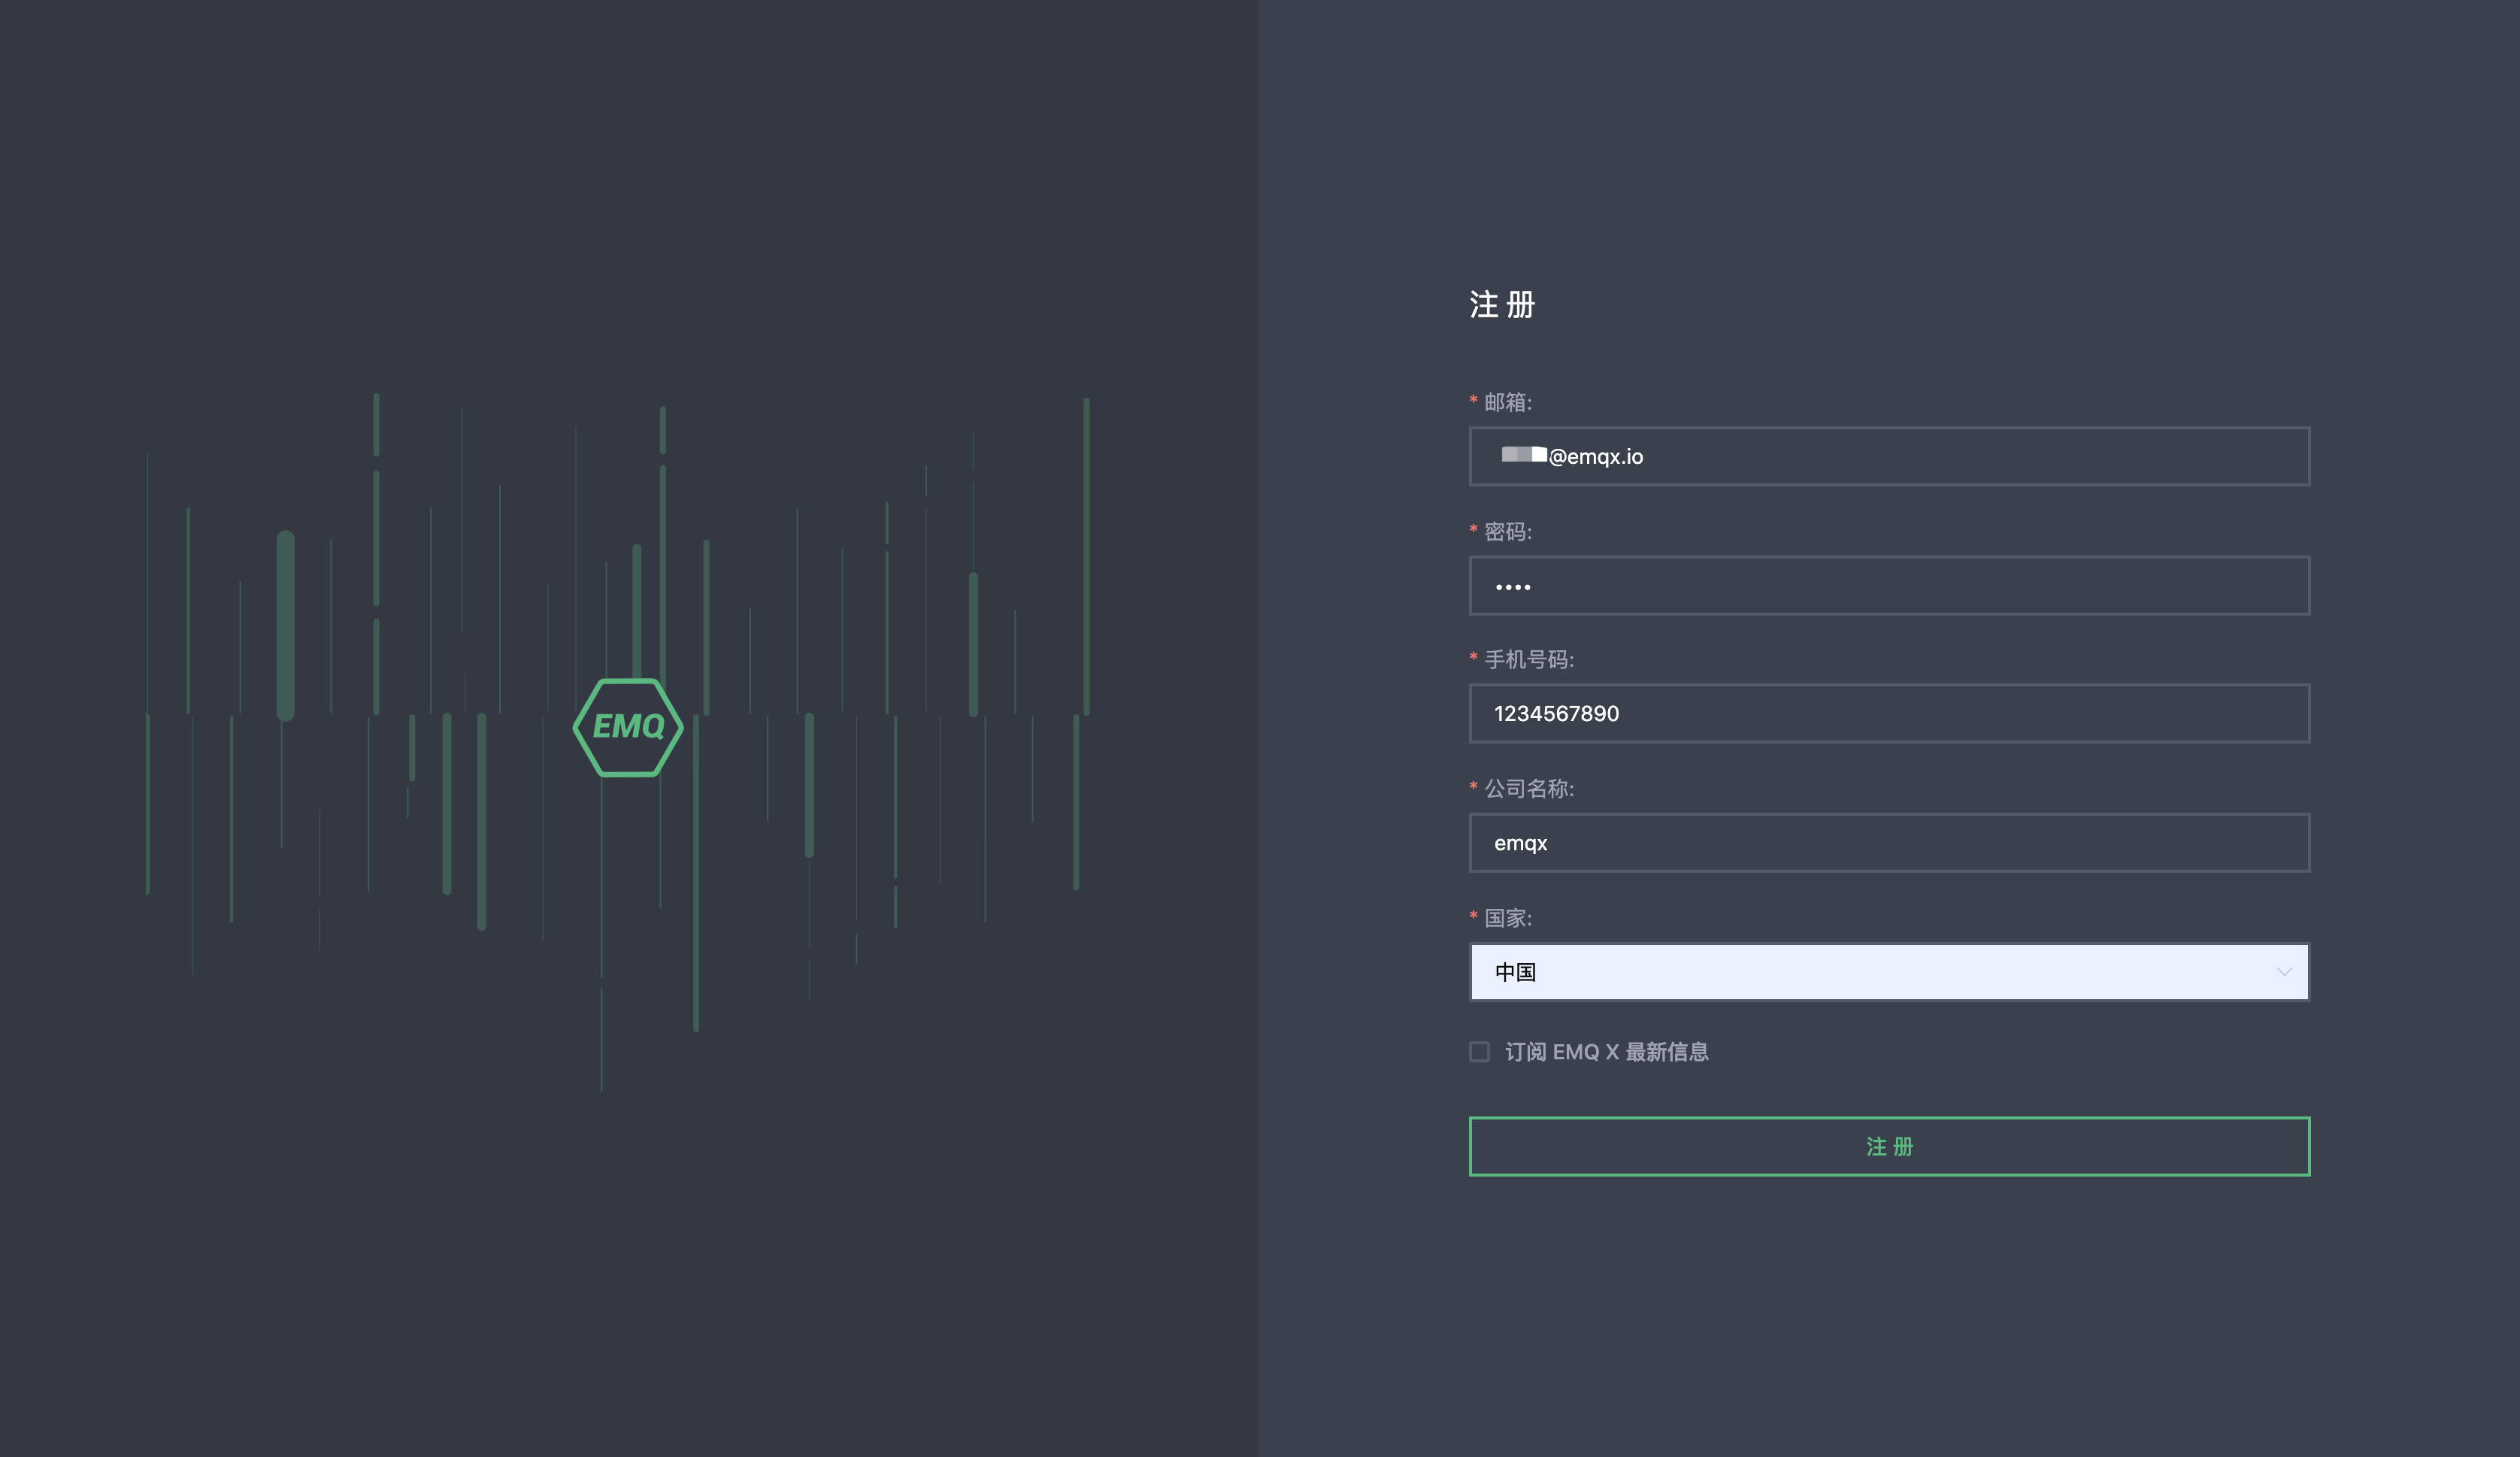 EMQ
注 册
* 邮箱:
@emqx.io
* 密码:
••••
* 手机号码:
1234567890
* 公司名称:
emqx
* 国家:
中国
订阅 EMQ X 最新信息
注 册